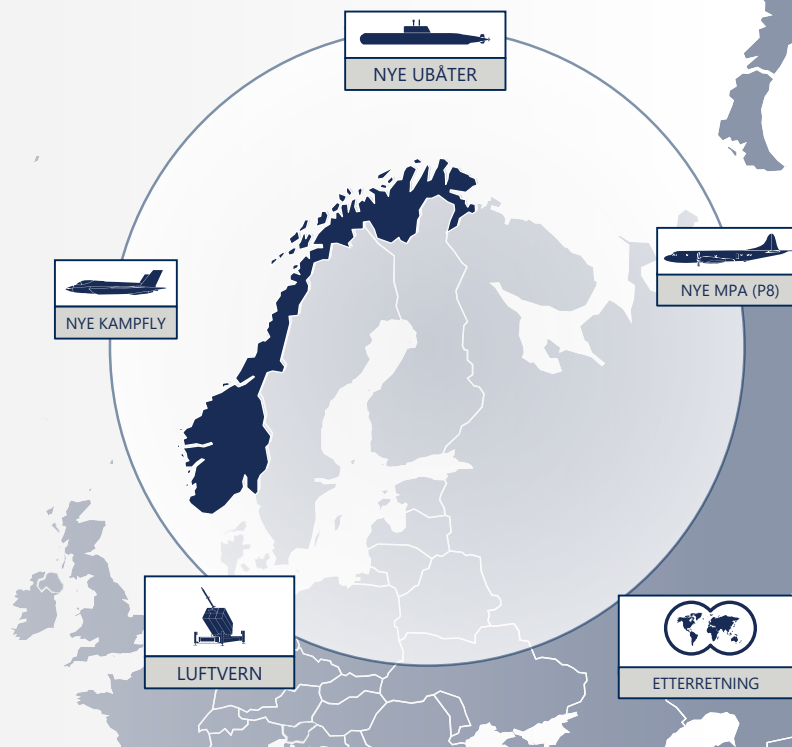 NYE UBÅTER
NYE KAMPFLY
NYE MPA (P8)
LUFTVERN
ETTERRETNING